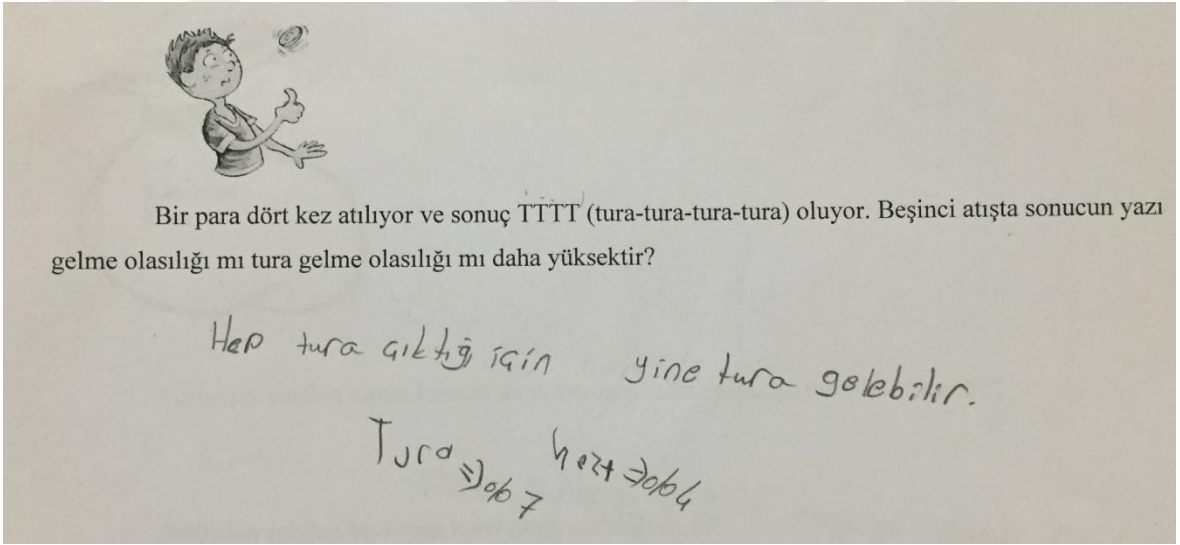 Bir para dört kez atılıyor ve sonuç TTTT (tura-tura-tura-tura) oluyor. Beşinci atışta sonucun yazı
gelme olasılığı mı tura gelme olasılığı mı daha yüksektir?
Hep tura çıktığı için yine tura gelebilir.
Tura => %7
=> %4